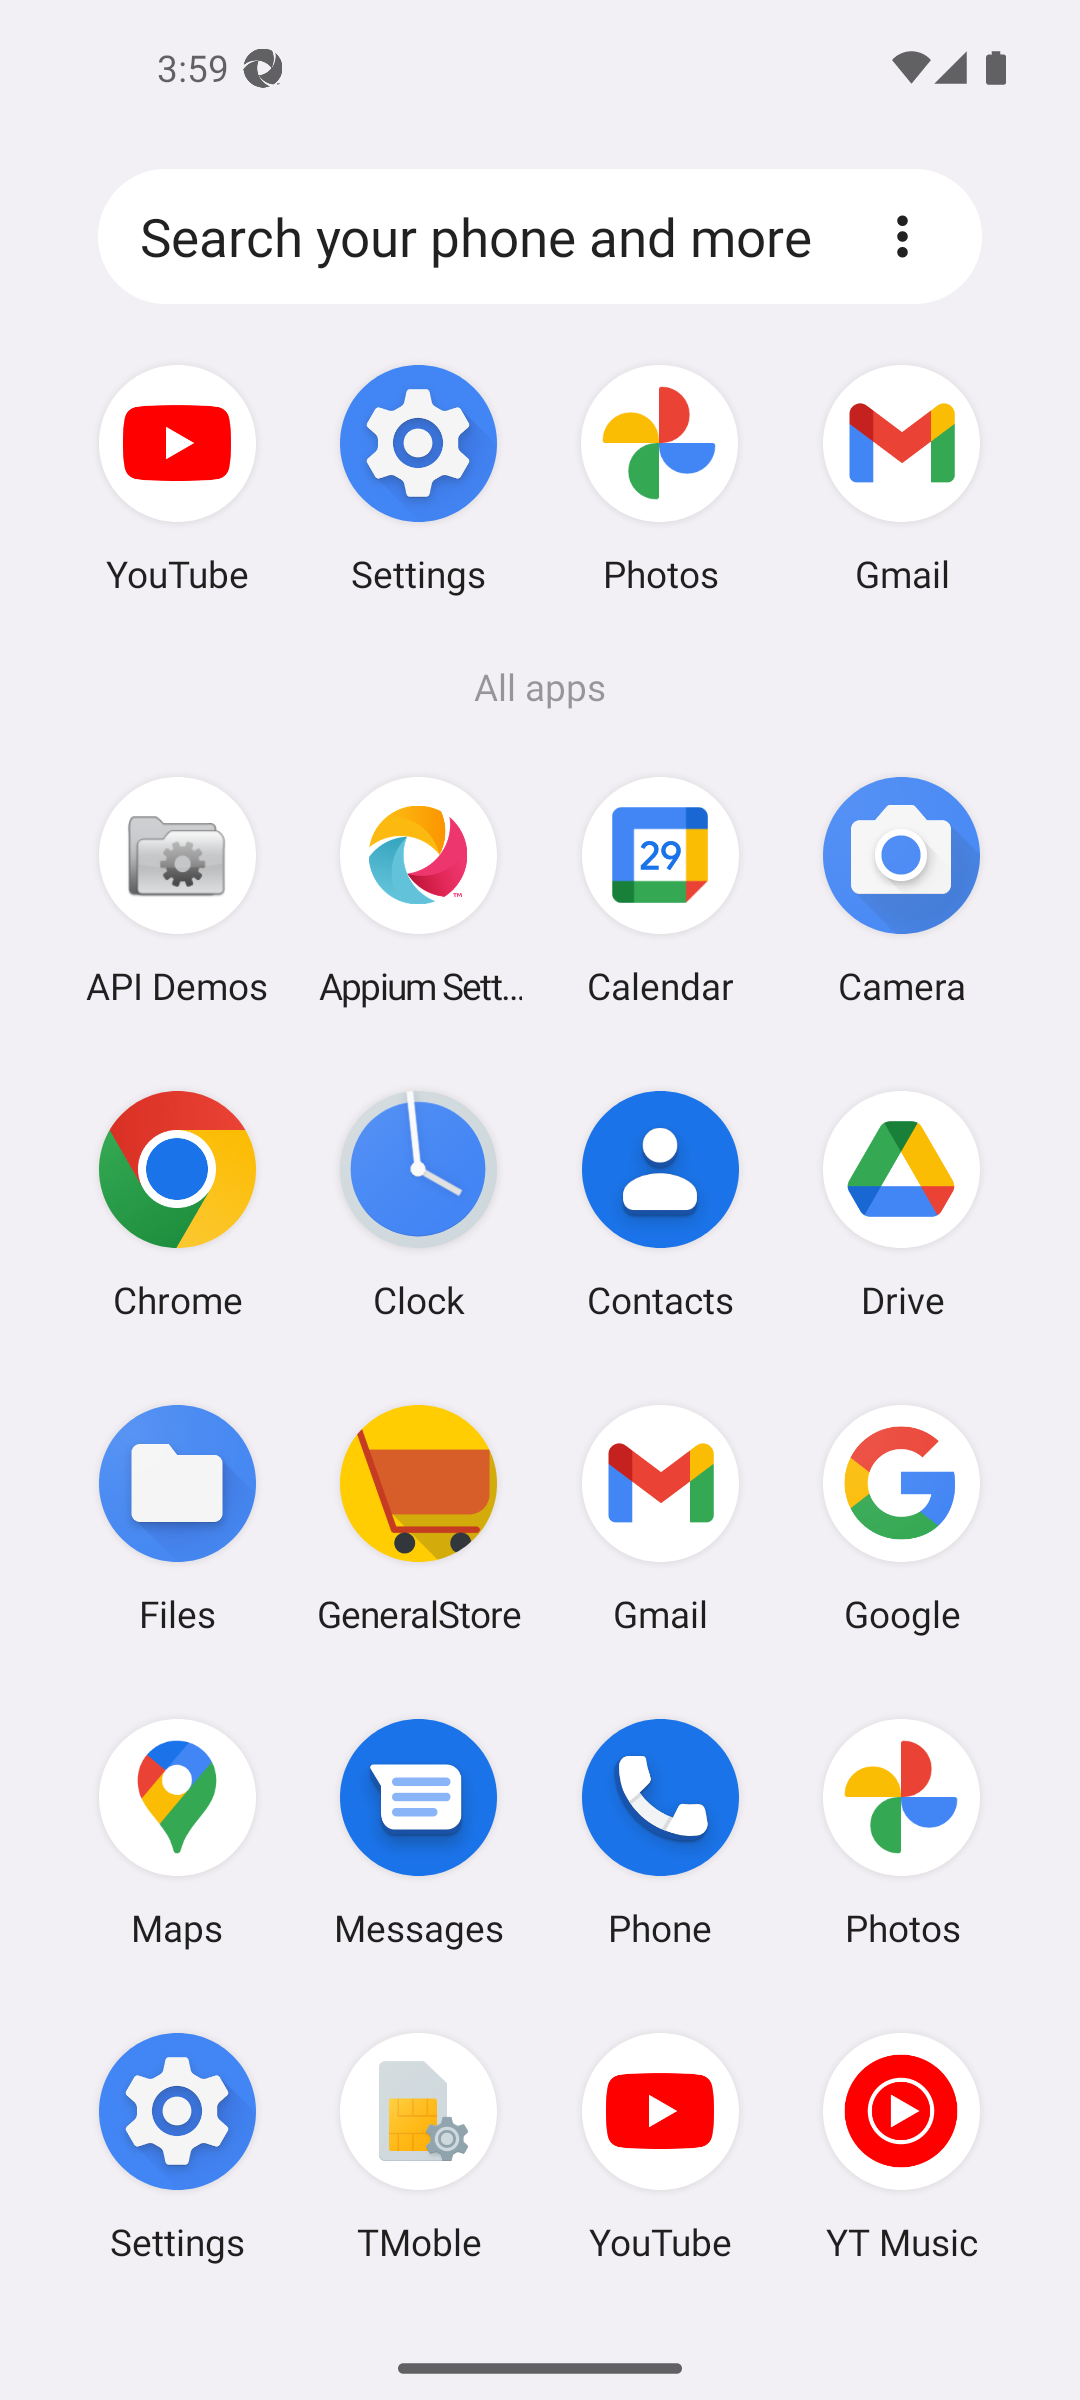 3:59
Search your phone and more
YouTube Settings Photos Gmail
All apps
API Demos Appium Sett... 29 Calendar Camera
Chrome Clock Contacts Drive
Files GeneralStore Gmail Google
Maps Messages Phone Photos
Settings TMoble YouTube YT Music